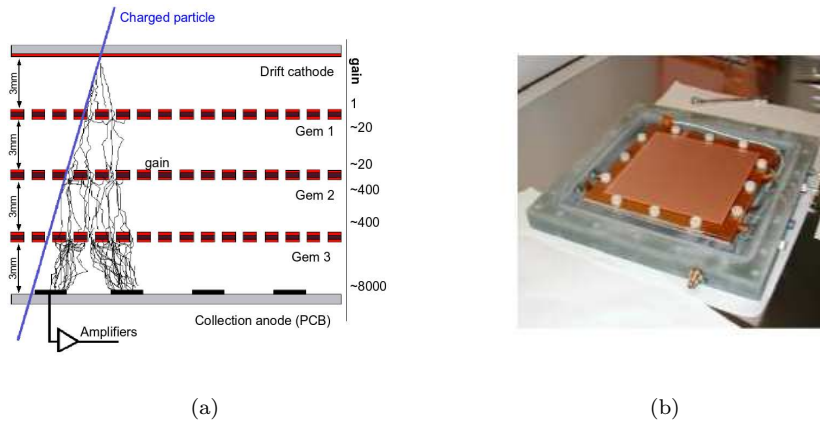 Charged particle
Drift cathode
gain
3mm
1
Gem 1
~20
3mm
gain
~20
Gem 2
~400
3mm
~400
Gem 3
3mm
~8000
Collection anode (PCB)
Amplifiers
(a)
(b)